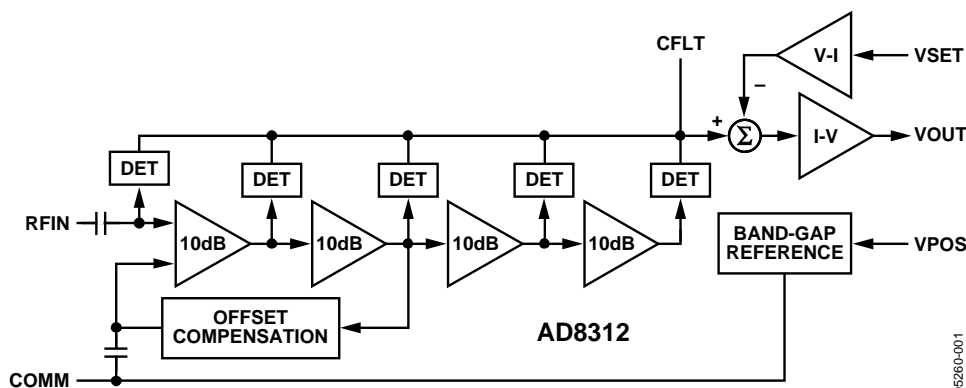 CFLT
V-I
VSET
–
+
Σ
I-V
VOUT
DET
DET
DET
DET
DET
RFIN
10dB
10dB
10dB
10dB
BAND-GAP
REFERENCE
VPOS
OFFSET
COMPENSATION
AD8312
COMM
05260-001